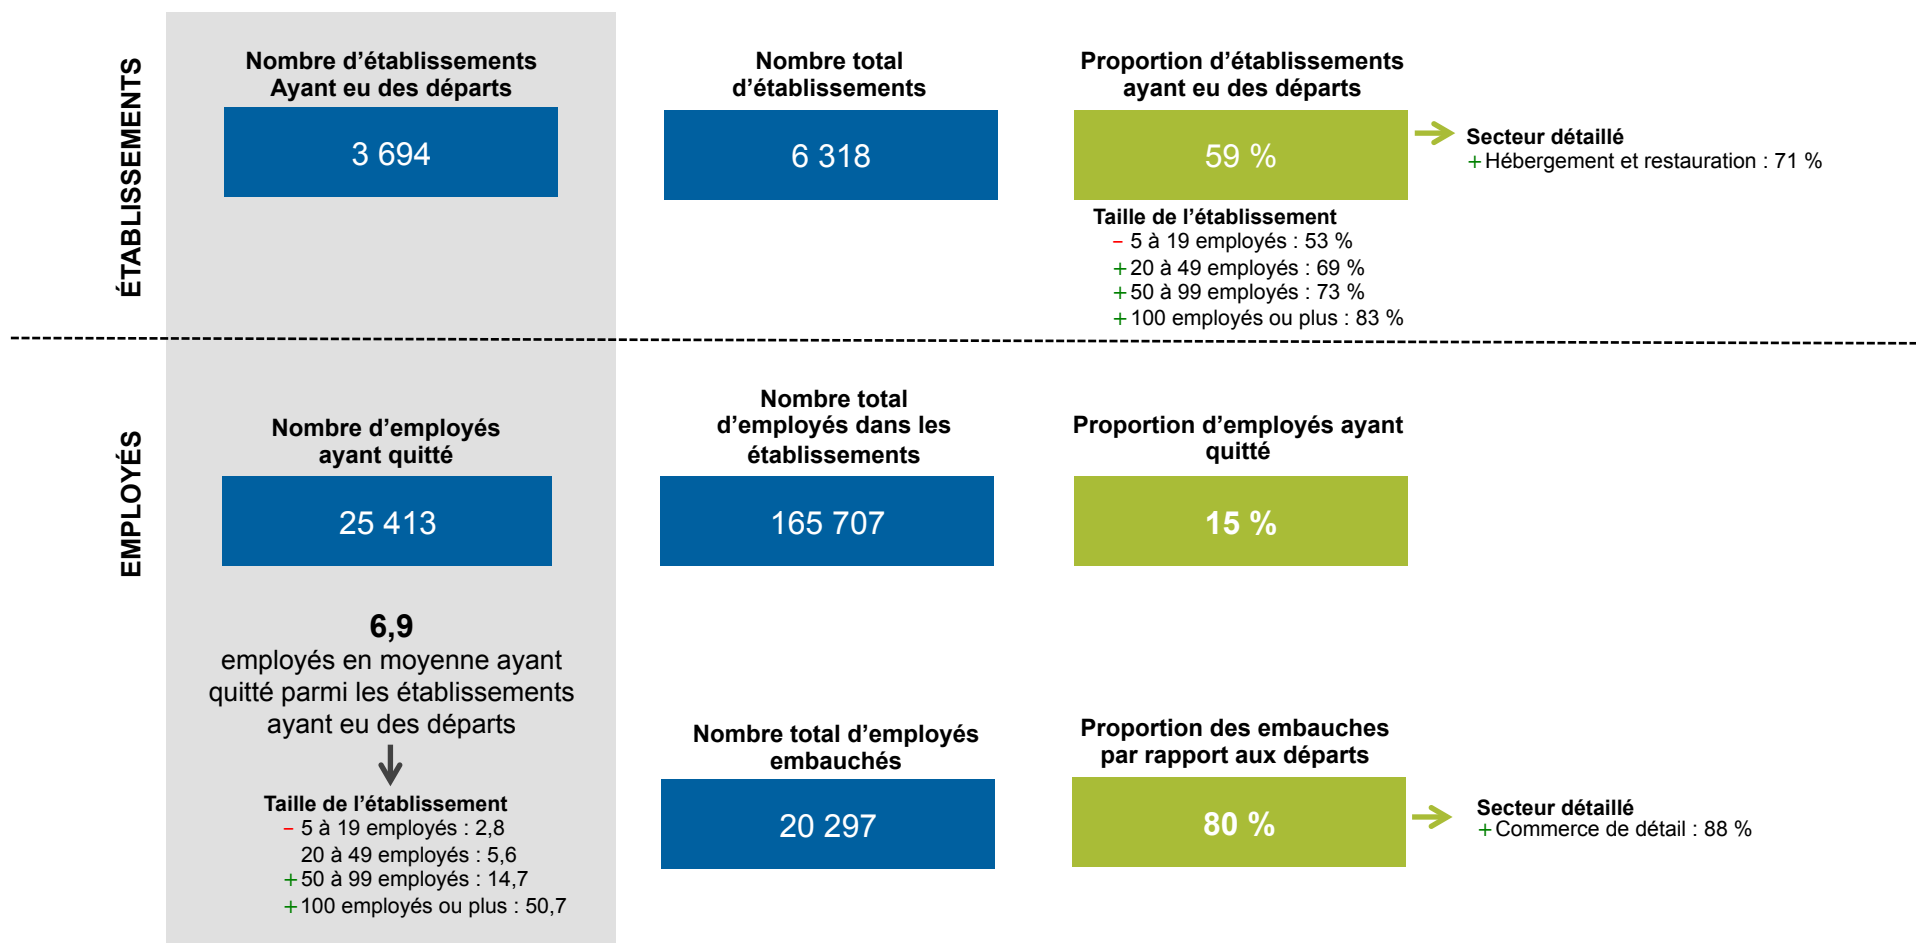 ÉTABLISSEMENTS
Nombre d'établissements
Ayant eu des départs
3 694
Nombre total
d'établissements
6 318
Proportion d'établissements
ayant eu des départs
59 %
Secteur détaillé
+ Hébergement et restauration : 71 %
Taille de l'établissement
– 5 à 19 employés : 53 %
+ 20 à 49 employés : 69 %
+ 50 à 99 employés : 73 %
+ 100 employés ou plus : 83 %
EMPLOYÉS
Nombre d'employés
ayant quitté
25 413
Nombre total
d'employés dans les
établissements
165 707
Proportion d'employés ayant
quitté
15 %
6,9
employés en moyenne ayant
quitté parmi les établissements
ayant eu des départs
Taille de l'établissement
– 5 à 19 employés : 2,8
20 à 49 employés : 5,6
+ 50 à 99 employés : 14,7
+ 100 employés ou plus : 50,7
Nombre total d'employés
embauchés
20 297
Proportion des embauches
par rapport aux départs
80 %
Secteur détaillé
+ Commerce de détail : 88 %